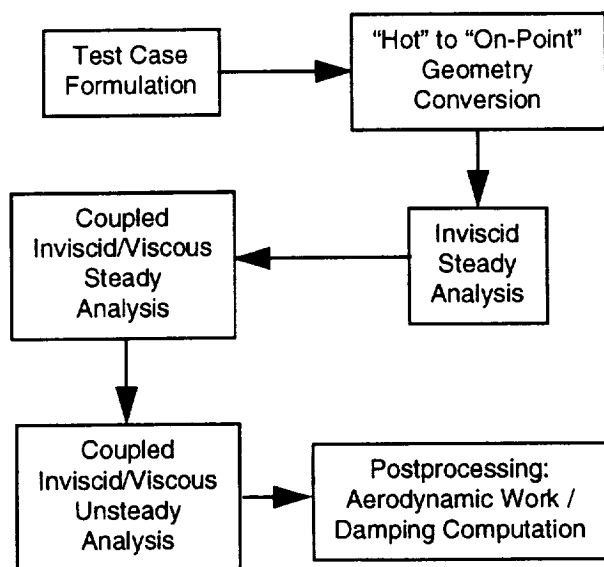 Test Case
Formulation
“Hot” to “On-Point”
Geometry
Conversion
Inviscid
Steady
Analysis
Coupled
Inviscid/Viscous
Steady
Analysis
Coupled
Inviscid/Viscous
Unsteady
Analysis
Postprocessing:
Aerodynamic Work /
Damping Computation